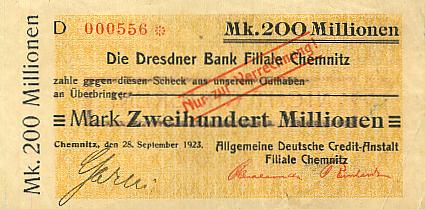 Mk. 200 Millionen
D 000556
Mk. 200 Millionen
Die Dresdner Bank Filiale Chemnitz
zahle gegen diesen Scheck aus unserem Guthaben
an Überbringer
Nur zur Verrechnung!
Mark Zweihundert Millionen
Chemnitz, den 28. September 1923.
Allgemeine Deutsche Credit-Anstalt
Filiale Chemnitz